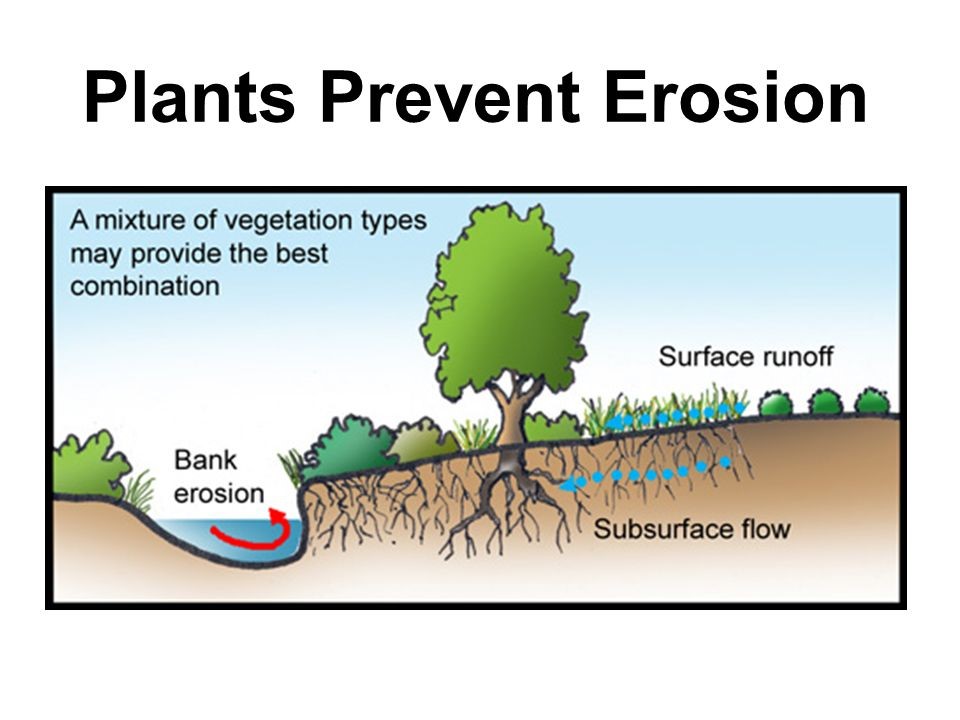 Plants Prevent Erosion
A mixture of vegetation types
may provide the best
combination
Surface runoff
Bank
erosion
Subsurface flow